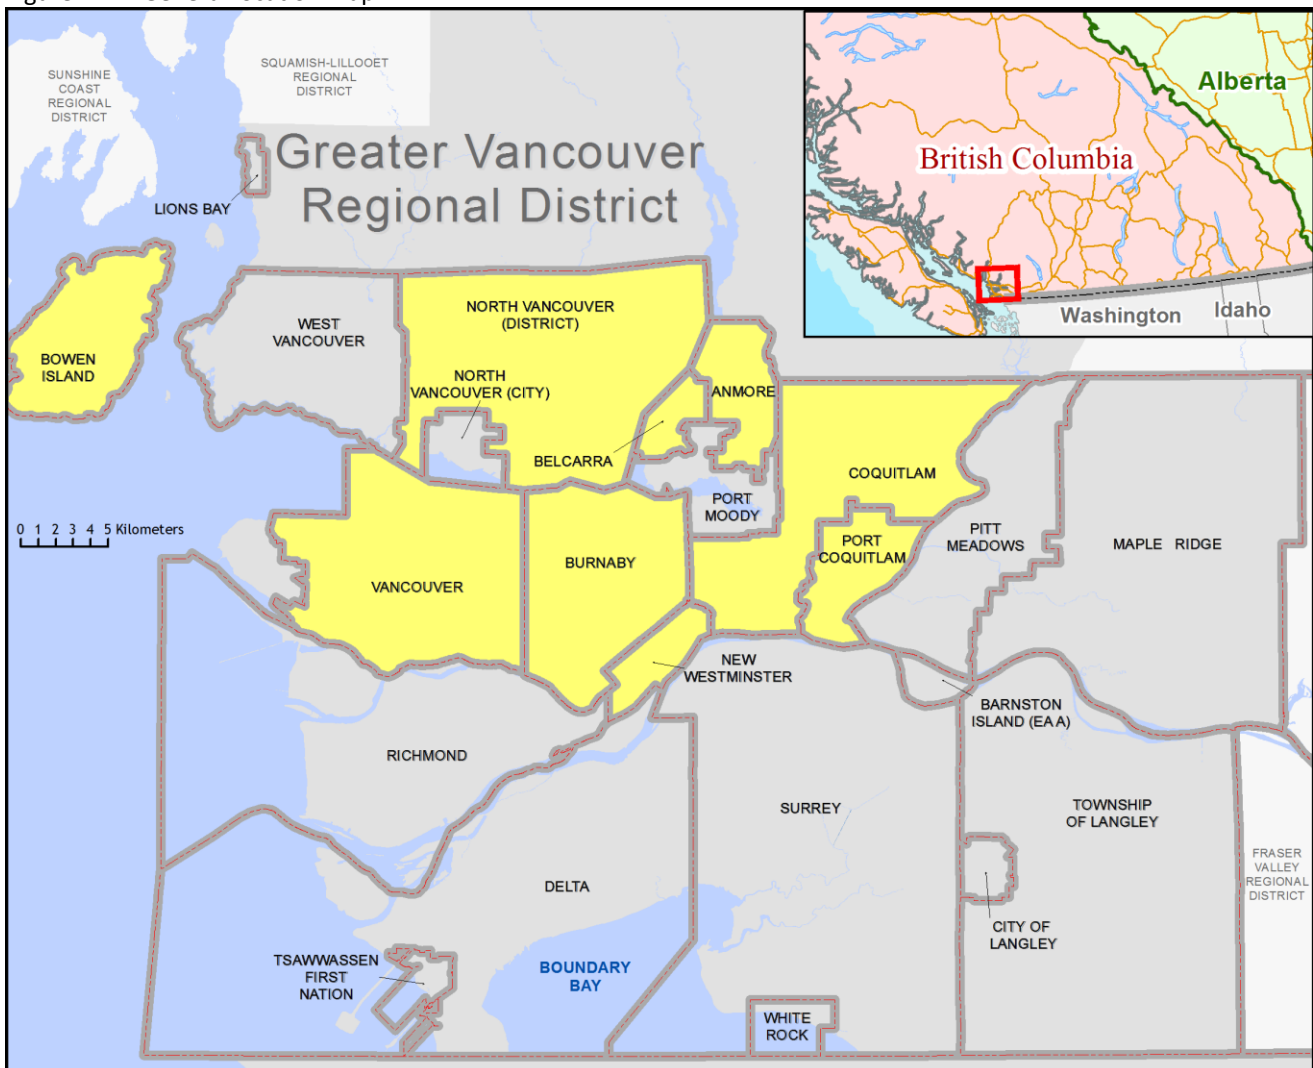 SUNSHINE
COAST
REGIONAL
DISTRICT
SQUAMISH-LILLOOET
REGIONAL
DISTRICT
Greater Vancouver
Regional District
LIONS BAY
Alberta
British Columbia
Washington
Idaho
BOWEN
ISLAND
WEST
VANCOUVER
NORTH VANCOUVER
(DISTRICT)
NORTH
VANCOUVER (CITY)
ANMORE
BELCARRA
COQUITLAM
PORT
MOODY
PORT
COQUITLAM
PITT
MEADOWS
MAPLE RIDGE
0 1 2 3 4 5 Kilometers
VANCOUVER
BURNABY
NEW
WESTMINSTER
BARNSTON
ISLAND (EA A)
RICHMOND
SURREY
TOWNSHIP
OF LANGLEY
FRASER
VALLEY
REGIONAL
DISTRICT
DELTA
CITY OF
LANGLEY
TSAWWASSEN
FIRST
NATION
BOUNDARY
BAY
WHITE
ROCK